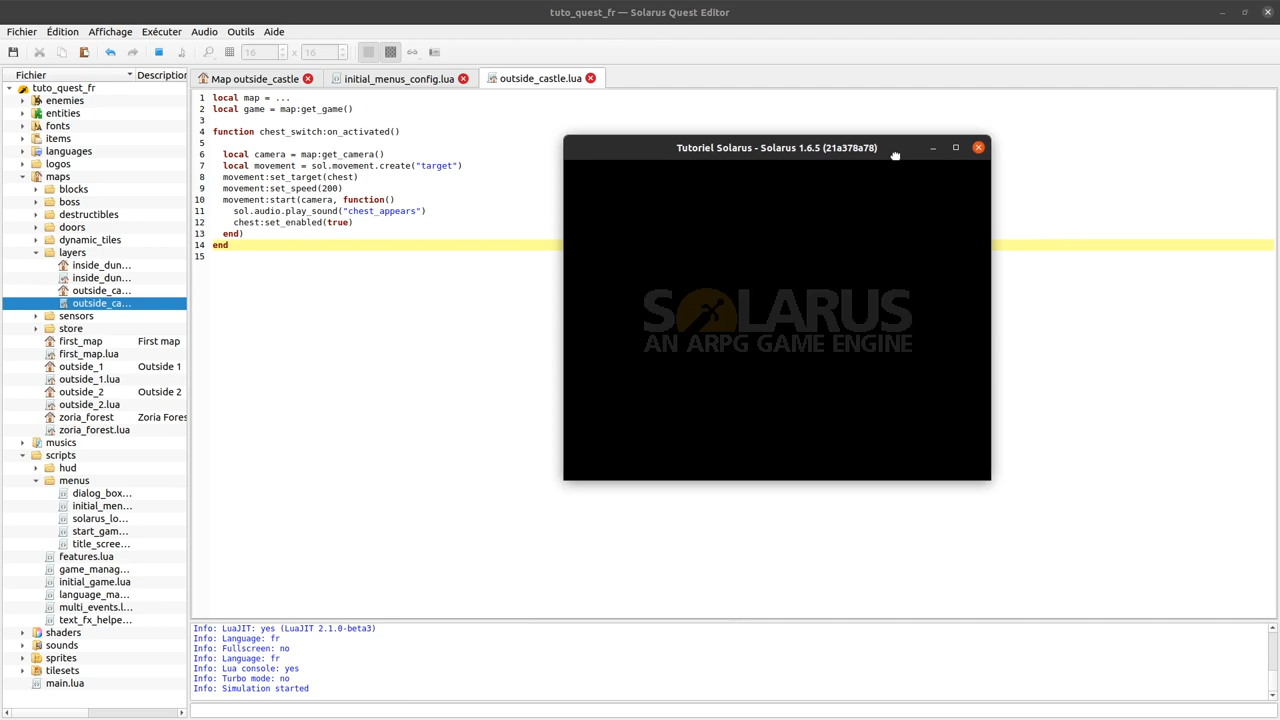 tuto_quest_fr — Solarus Quest Editor
Fichier Édition Affichage Exécuter Audio Outils Aide
16 x 16
Fichier Description
Map outside_castle initial_menus_config.lua outside_castle.lua
tuto_quest_fr
enemies
entities
fonts
items
languages
logos
maps
blocks
boss
destructibles
doors
dynamic_tiles
layers
inside_dun...
inside_dun...
outside_ca...
outside_ca...
sensors
store
first_map First map
first_map.lua
outside_1 Outside 1
outside_1.lua
outside_2 Outside 2
outside_2.lua
zoria_forest Zoria Fores
zoria_forest.lua
musics
scripts
hud
menus
dialog_box...
initial_men...
solarus_lo...
start_gam...
title_scree...
features.lua
game_manag...
initial_game.lua
language_ma...
multi_events.l...
text_fx_helpe...
shaders
sounds
sprites
tilesets
main.lua
1 local map = ...
2 local game = map:get_game()
3
4 function chest_switch:on_activated()
5
6 local camera = map:get_camera()
7 local movement = sol.movement.create("target")
8 movement:set_target(chest)
9 movement:set_speed(200)
10 movement:start(camera, function()
11 sol.audio.play_sound("chest_appears")
12 chest:set_enabled(true)
13 end)
14 end
15
Tutoriel Solarus - Solarus 1.6.5 (21a378a78)
SOLARUS
AN ARPG GAME ENGINE
Info: LuaJIT: yes (LuaJIT 2.1.0-beta3)
Info: Language: fr
Info: Fullscreen: no
Info: Language: fr
Info: Lua console: yes
Info: Turbo mode: no
Info: Simulation started